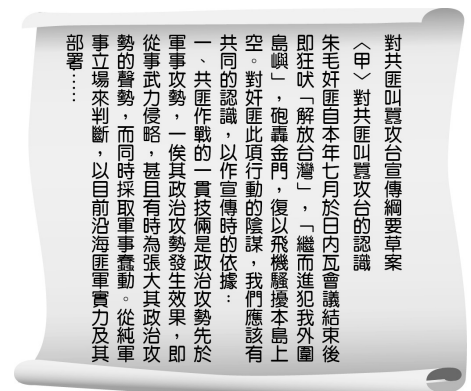 對共匪叫囂攻台宣傳綱要草案
〈甲〉對共匪叫囂攻台的認識
朱毛奸匪自本年七月於日内瓦會議結束後
即狂吠「解放台灣」，「繼而進犯我外圍
島嶼」，砲轟金門，復以飛機騷擾本島上
空。對奸匪此項行動的陰謀，我們應該有
共同的認識，以作宣傳時的依據：
一、共匪作戰的一貫技倆是政治攻勢先於
軍事攻勢，一俟其政治攻勢發生效果，即
從事武力侵略，甚且有時為張大其政治攻
勢的聲勢，而同時採取軍事蠢動。從純軍
事立場來判斷，以目前沿海匪軍實力及其
部署……